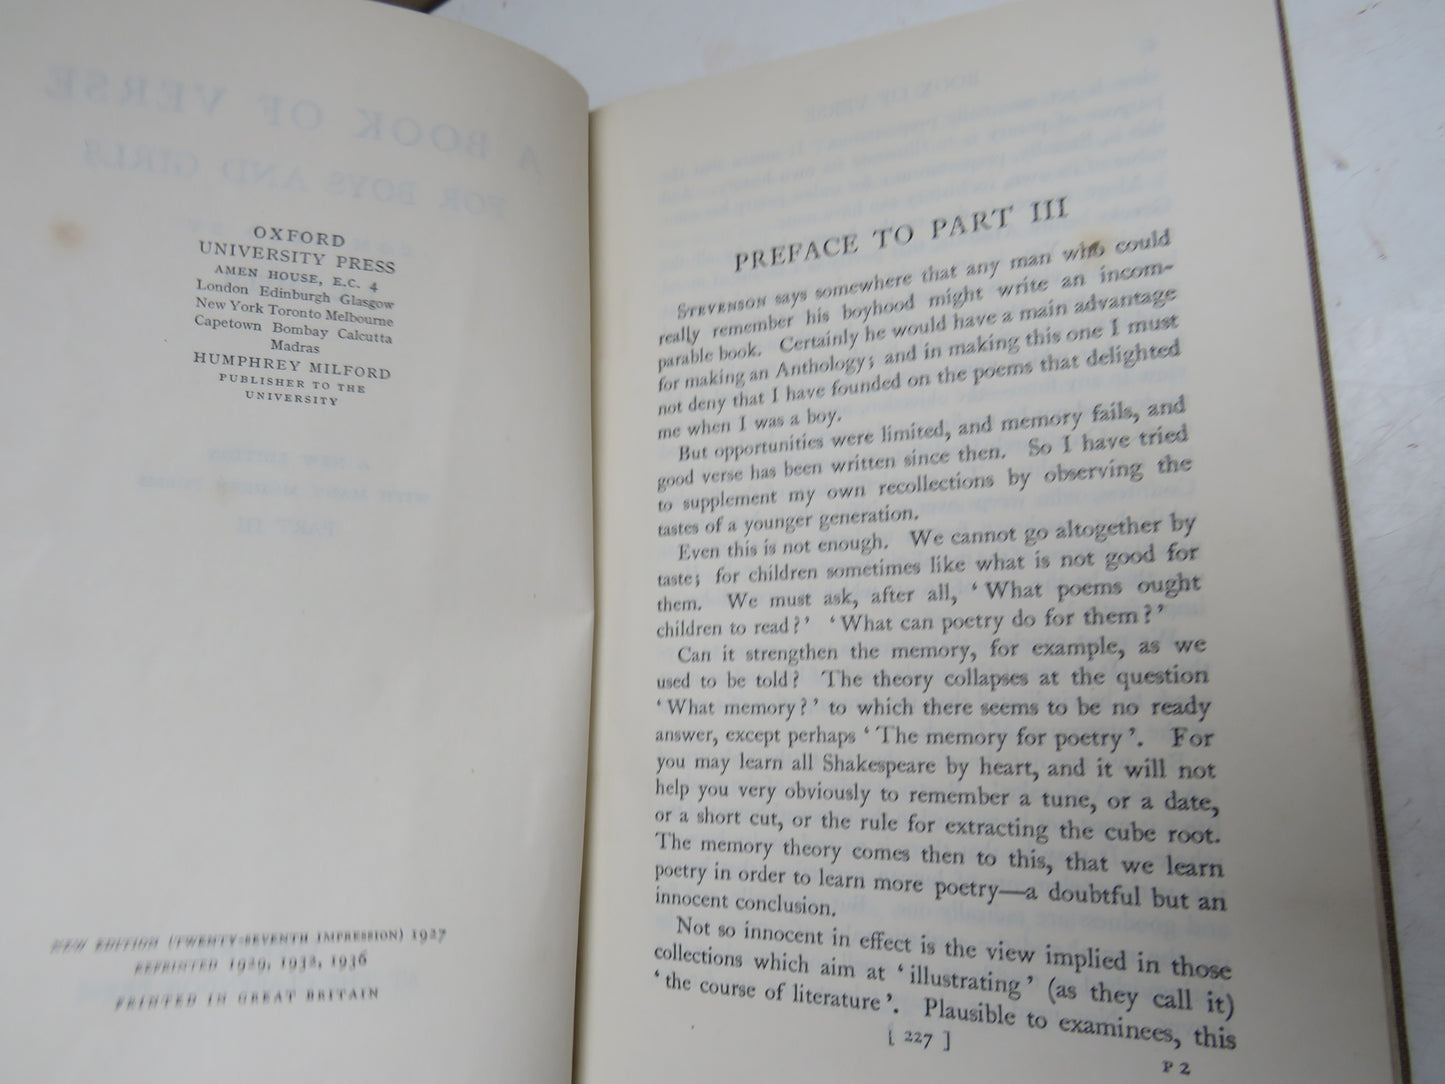 OXFORD
UNIVERSITY PRESS
AMEN HOUSE, E.C. 4
London Edinburgh Glasgow
New York Toronto Melbourne
Capetown Bombay Calcutta
Madras
HUMPHREY MILFORD
PUBLISHER TO THE
UNIVERSITY
NEW EDITION (TWENTY-SEVENTH IMPRESSION) 1927
REPRINTED 1929, 1932, 1936
PRINTED IN GREAT BRITAIN
PREFACE TO PART III
STEVENSON says somewhere that any man who could
really remember his boyhood might write an incom-
parable book. Certainly he would have a main advantage
for making an Anthology; and in making this one I must
not deny that I have founded on the poems that delighted
me when I was a boy.
But opportunities were limited, and memory fails, and
good verse has been written since then. So I have tried
to supplement my own recollections by observing the
tastes of a younger generation.
Even this is not enough. We cannot go altogether by
taste; for children sometimes like what is not good for
them. We must ask, after all, ‘What poems ought
children to read?’ ‘What can poetry do for them?’
Can it strengthen the memory, for example, as we
used to be told? The theory collapses at the question
‘What memory?’ to which there seems to be no ready
answer, except perhaps ‘The memory for poetry’. For
you may learn all Shakespeare by heart, and it will not
help you very obviously to remember a tune, or a date,
or a short cut, or the rule for extracting the cube root.
The memory theory comes then to this, that we learn
poetry in order to learn more poetry—a doubtful but an
innocent conclusion.
Not so innocent in effect is the view implied in those
collections which aim at ‘illustrating’ (as they call it)
‘the course of literature’. Plausible to examinees, this
[ 227 ]
P 2